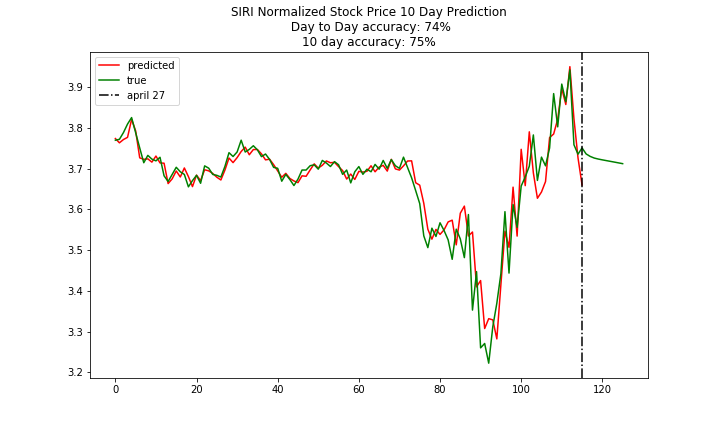 SIRI Normalized Stock Price 10 Day Prediction
Day to Day accuracy: 74%
10 day accuracy: 75%
predicted
true
april 27
3.9
3.8
3.7
3.6
3.5
3.4
3.3
3.2
0 20 40 60 80 100 120